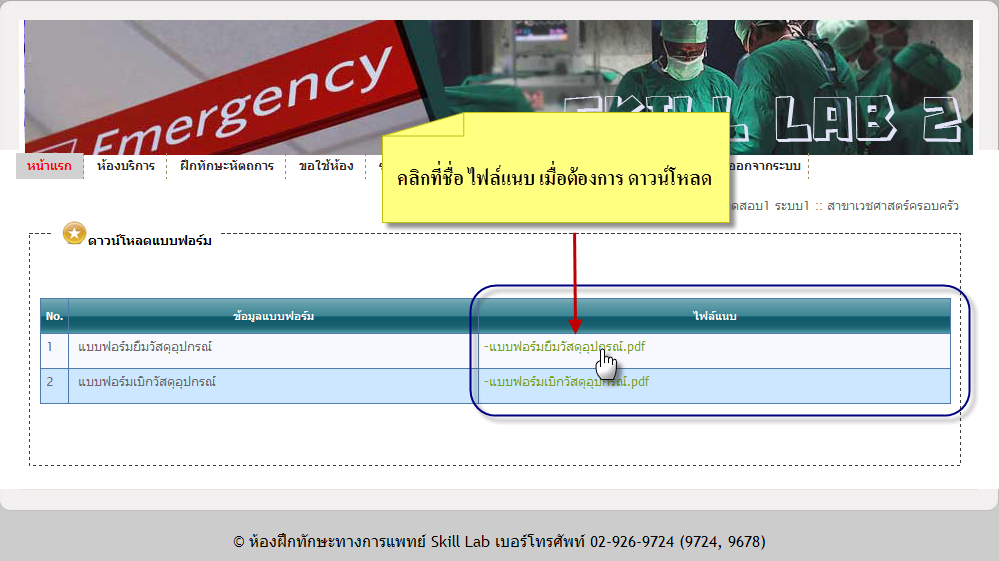 Emergency
SKILL LAB 2
หน้าแรก ห้องบริการ ฝึกทักษะหัตถการ ขอใช้ห้อง ออกจากระบบ
คลิกที่ชื่อ ไฟล์แนบ เมื่อต้องการ ดาวน์โหลด
ระบบ1 :: สาขาเวชศาสตร์ครอบครัว
ดาวน์โหลดแบบฟอร์ม
No. ข้อมูลแบบฟอร์ม ไฟล์แนบ
1 แบบฟอร์มยืมวัสดุอุปกรณ์ -แบบฟอร์มยืมวัสดุอุปกรณ์.pdf
2 แบบฟอร์มเบิกวัสดุอุปกรณ์ -แบบฟอร์มเบิกวัสดุอุปกรณ์.pdf
© ห้องฝึกทักษะทางการแพทย์ Skill Lab เบอร์โทรศัพท์ 02-926-9724 (9724, 9678)